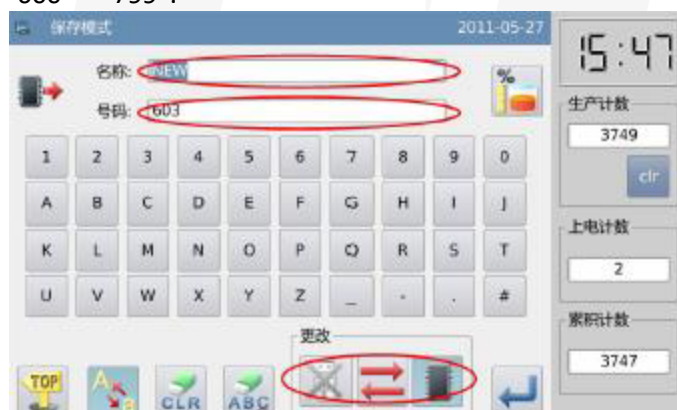 保存模式 2011-05-27
15:47
名称: NEW
%
号码: 603
生产计数
3749
clr
1 2 3 4 5 6 7 8 9 0
A B C D E F G H I J
K L M N O P Q R S T
U V W X Y Z _ - . #
上电计数
2
更改
累积计数
3747
TOP
A
CLR
ABC